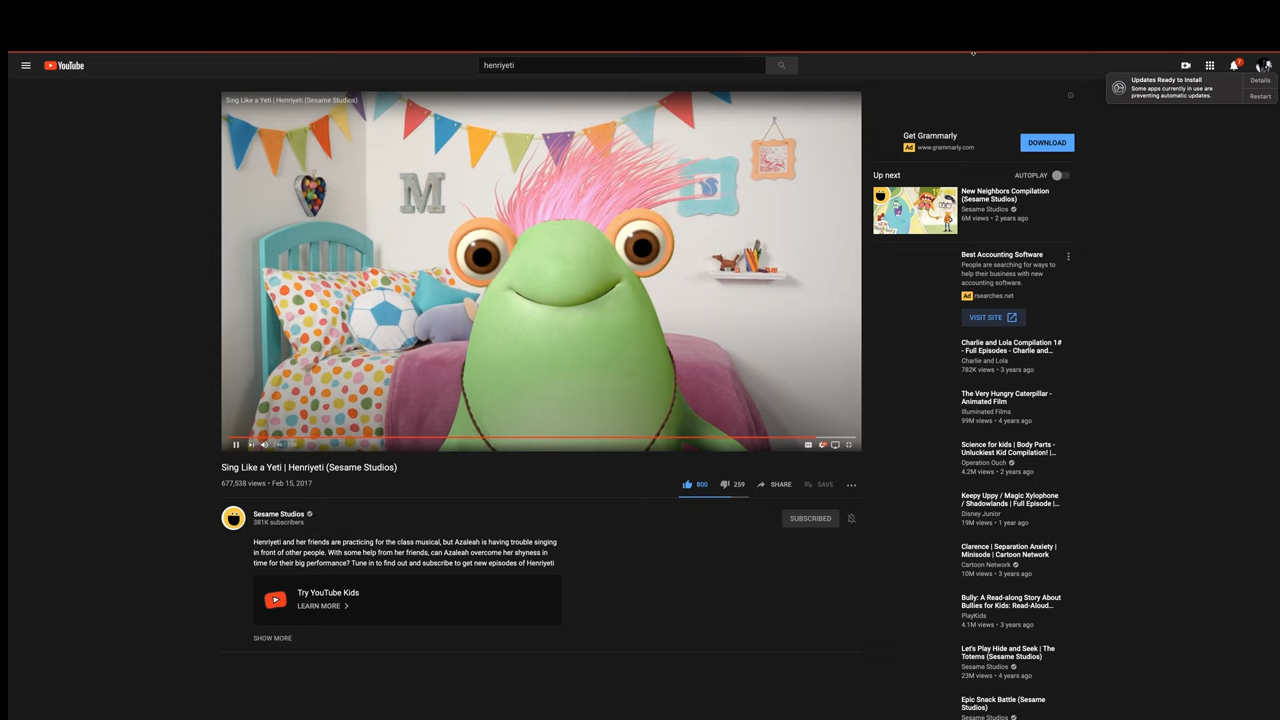 YouTube
henriyeti
7
Updates Ready to Install
Some apps currently in use are
preventing automatic updates.
Details
Restart
Sing Like a Yeti | Henriyeti (Sesame Studios)
M
Get Grammarly
Ad www.grammarly.com
DOWNLOAD
Up next
AUTOPLAY
New Neighbors Compilation
(Sesame Studios)
Sesame Studios
6M views • 2 years ago
Best Accounting Software
People are searching for ways to
help their business with new
accounting software.
Ad rsearches.net
VISIT SITE
Charlie and Lola Compilation 1#
- Full Episodes - Charlie and...
Charlie and Lola
782K views • 3 years ago
The Very Hungry Caterpillar -
Animated Film
Illuminated Films
99M views • 4 years ago
Science for kids | Body Parts -
Unluckiest Kid Compilation! |...
Operation Ouch
4.2M views • 2 years ago
Keepy Uppy / Magic Xylophone
/ Shadowlands | Full Episode |...
Disney Junior
19M views • 1 year ago
Clarence | Separation Anxiety |
Minisode | Cartoon Network
Cartoon Network
10M views • 3 years ago
Bully: A Read-along Story About
Bullies for Kids: Read-Aloud...
PlayKids
4.1M views • 3 years ago
Let's Play Hide and Seek | The
Totems (Sesame Studios)
Sesame Studios
23M views • 4 years ago
Epic Snack Battle (Sesame
Studios)
Sesame Studios
Sing Like a Yeti | Henriyeti (Sesame Studios)
677,538 views • Feb 15, 2017
800
259
SHARE
SAVE
Sesame Studios
381K subscribers
SUBSCRIBED
Henriyeti and her friends are practicing for the class musical, but Azaleah is having trouble singing
in front of other people. With some help from her friends, can Azaleah overcome her shyness in
time for their big performance? Tune in to find out and subscribe to get new episodes of Henriyeti
Try YouTube Kids
LEARN MORE
SHOW MORE